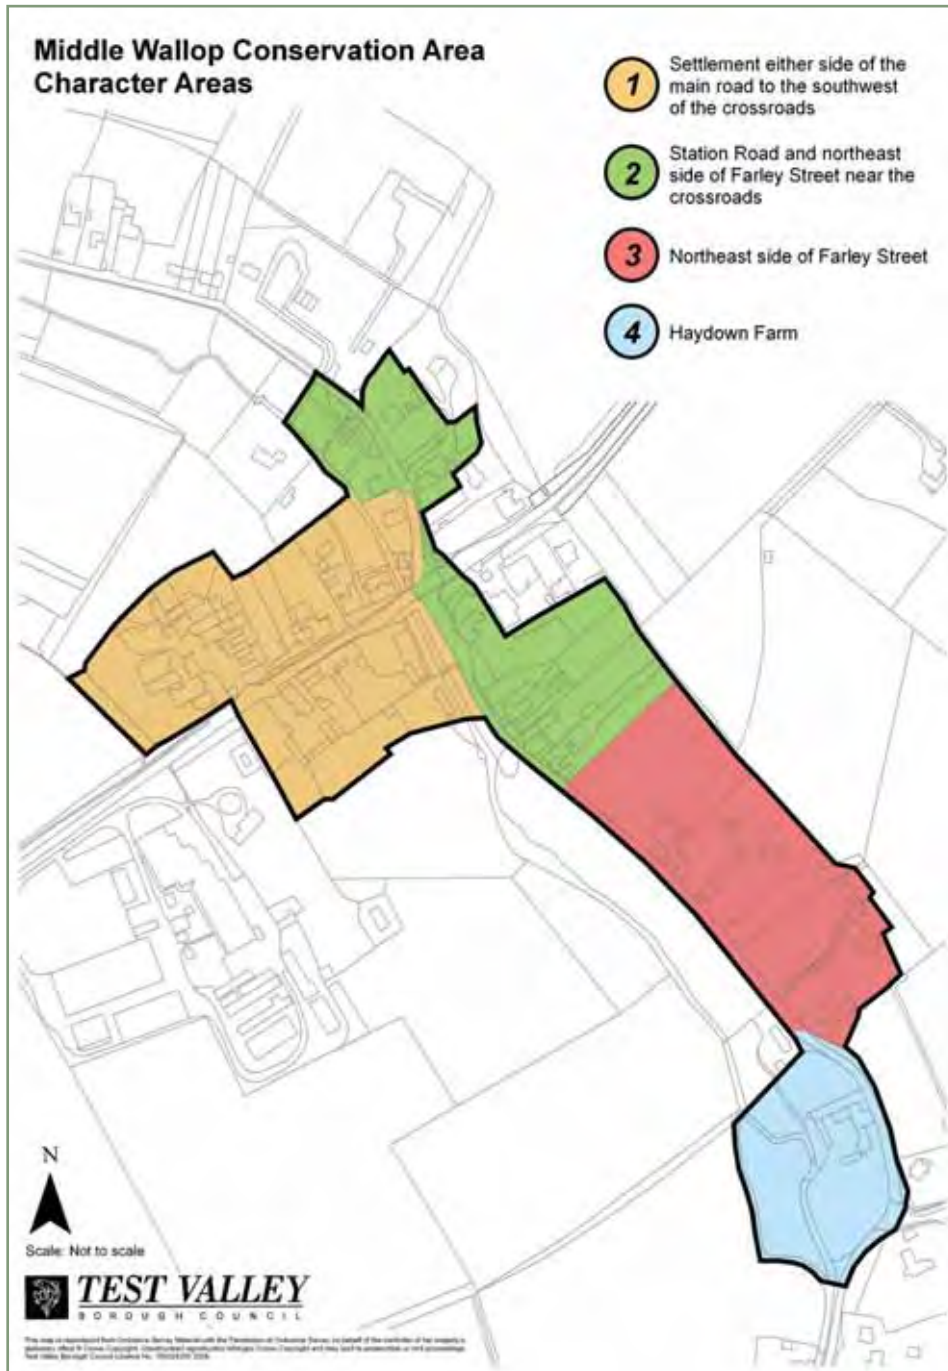 Middle Wallop Conservation Area
Character Areas
1 Settlement either side of the
main road to the southwest
of the crossroads
2 Station Road and northeast
side of Farley Street near the
crossroads
3 Northeast side of Farley Street
4 Haydown Farm
N
Scale: Not to scale
TEST VALLEY
BOROUGH COUNCIL